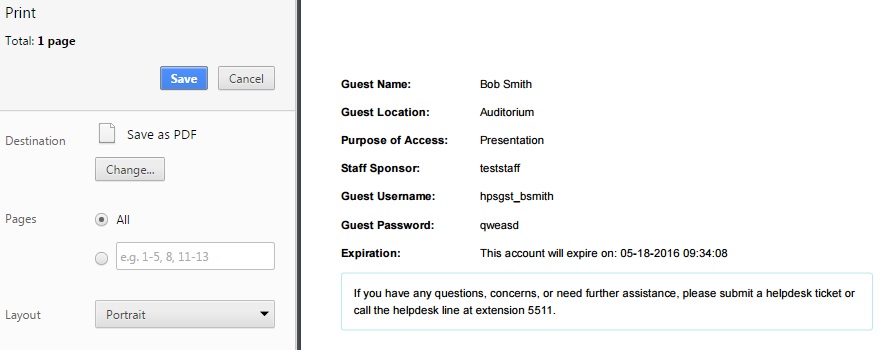 Print
Total: 1 page
Save Cancel
Destination Save as PDF
Change...
Pages All
e.g. 1-5, 8, 11-13
Layout Portrait
Guest Name: Bob Smith
Guest Location: Auditorium
Purpose of Access: Presentation
Staff Sponsor: teststaff
Guest Username: hpsgst_bsmith
Guest Password: qweasd
Expiration: This account will expire on: 05-18-2016 09:34:08
If you have any questions, concerns, or need further assistance, please submit a helpdesk ticket or
call the helpdesk line at extension 5511.